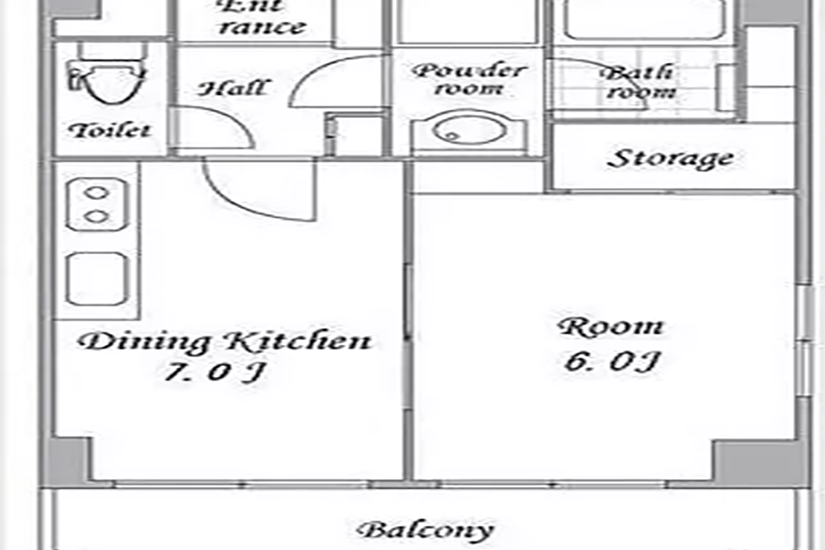 Ent
rance
Hall
Powder
room
Bath
room
Toilet
Storage
Dining Kitchen
7. 0 J
Room
6. 0J
Balcony